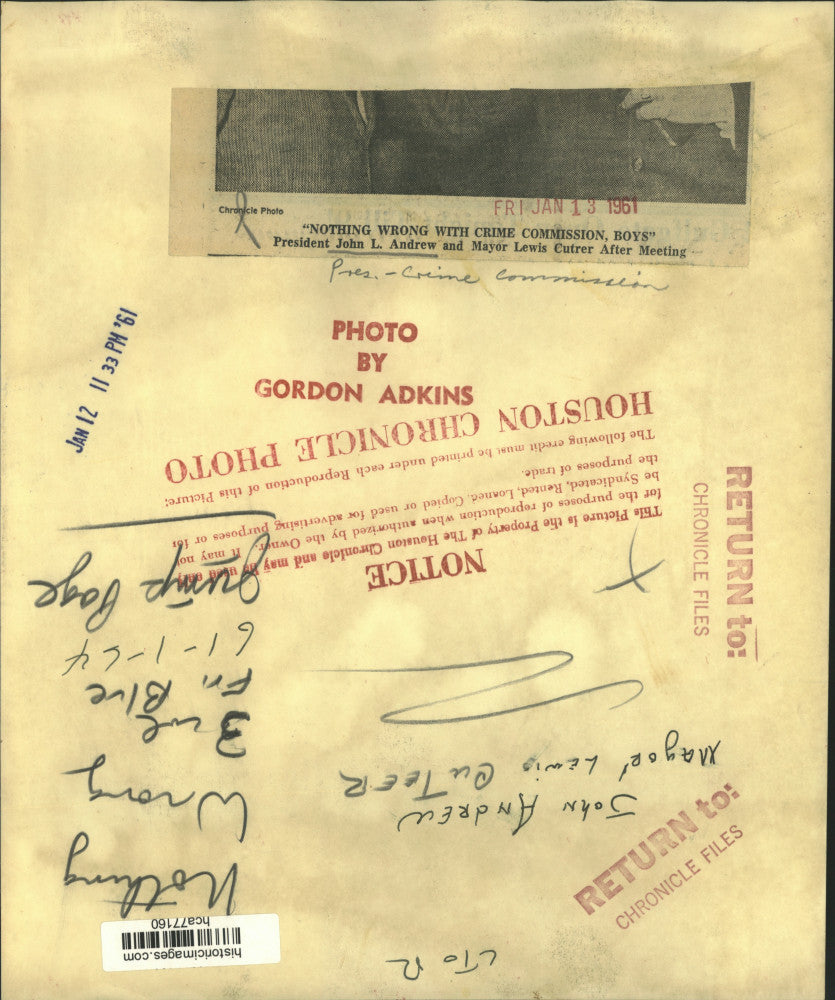 Chronicle Photo
FRI JAN 13 1961
"NOTHING WRONG WITH CRIME COMMISSION, BOYS"
President John L. Andrew and Mayor Lewis Cutrer After Meeting
Pres. - Crime Commission
JAN 12 11 33 PM '61
PHOTO
BY
GORDON ADKINS
RETURN to:
CHRONICLE FILES
RETURN to:
CHRONICLE FILES
L To R
John Andrew
Mayor Lewis CuTeer
NOTICE
This Picture is the Property of The Houston Chronicle and may be used only
for the purposes of reproduction when authorized by the Owner. It may not
be Syndicated, Rented, Loaned, Copied or used for advertising purposes or
the purposes of trade.
The following credit must be printed under each Reproduction of this Picture:
HOUSTON CHRONICLE PHOTO
historicimages.com
hca77160
Nothing
Wrong
3 col
Fri Blue
61-1-64
Jump Page